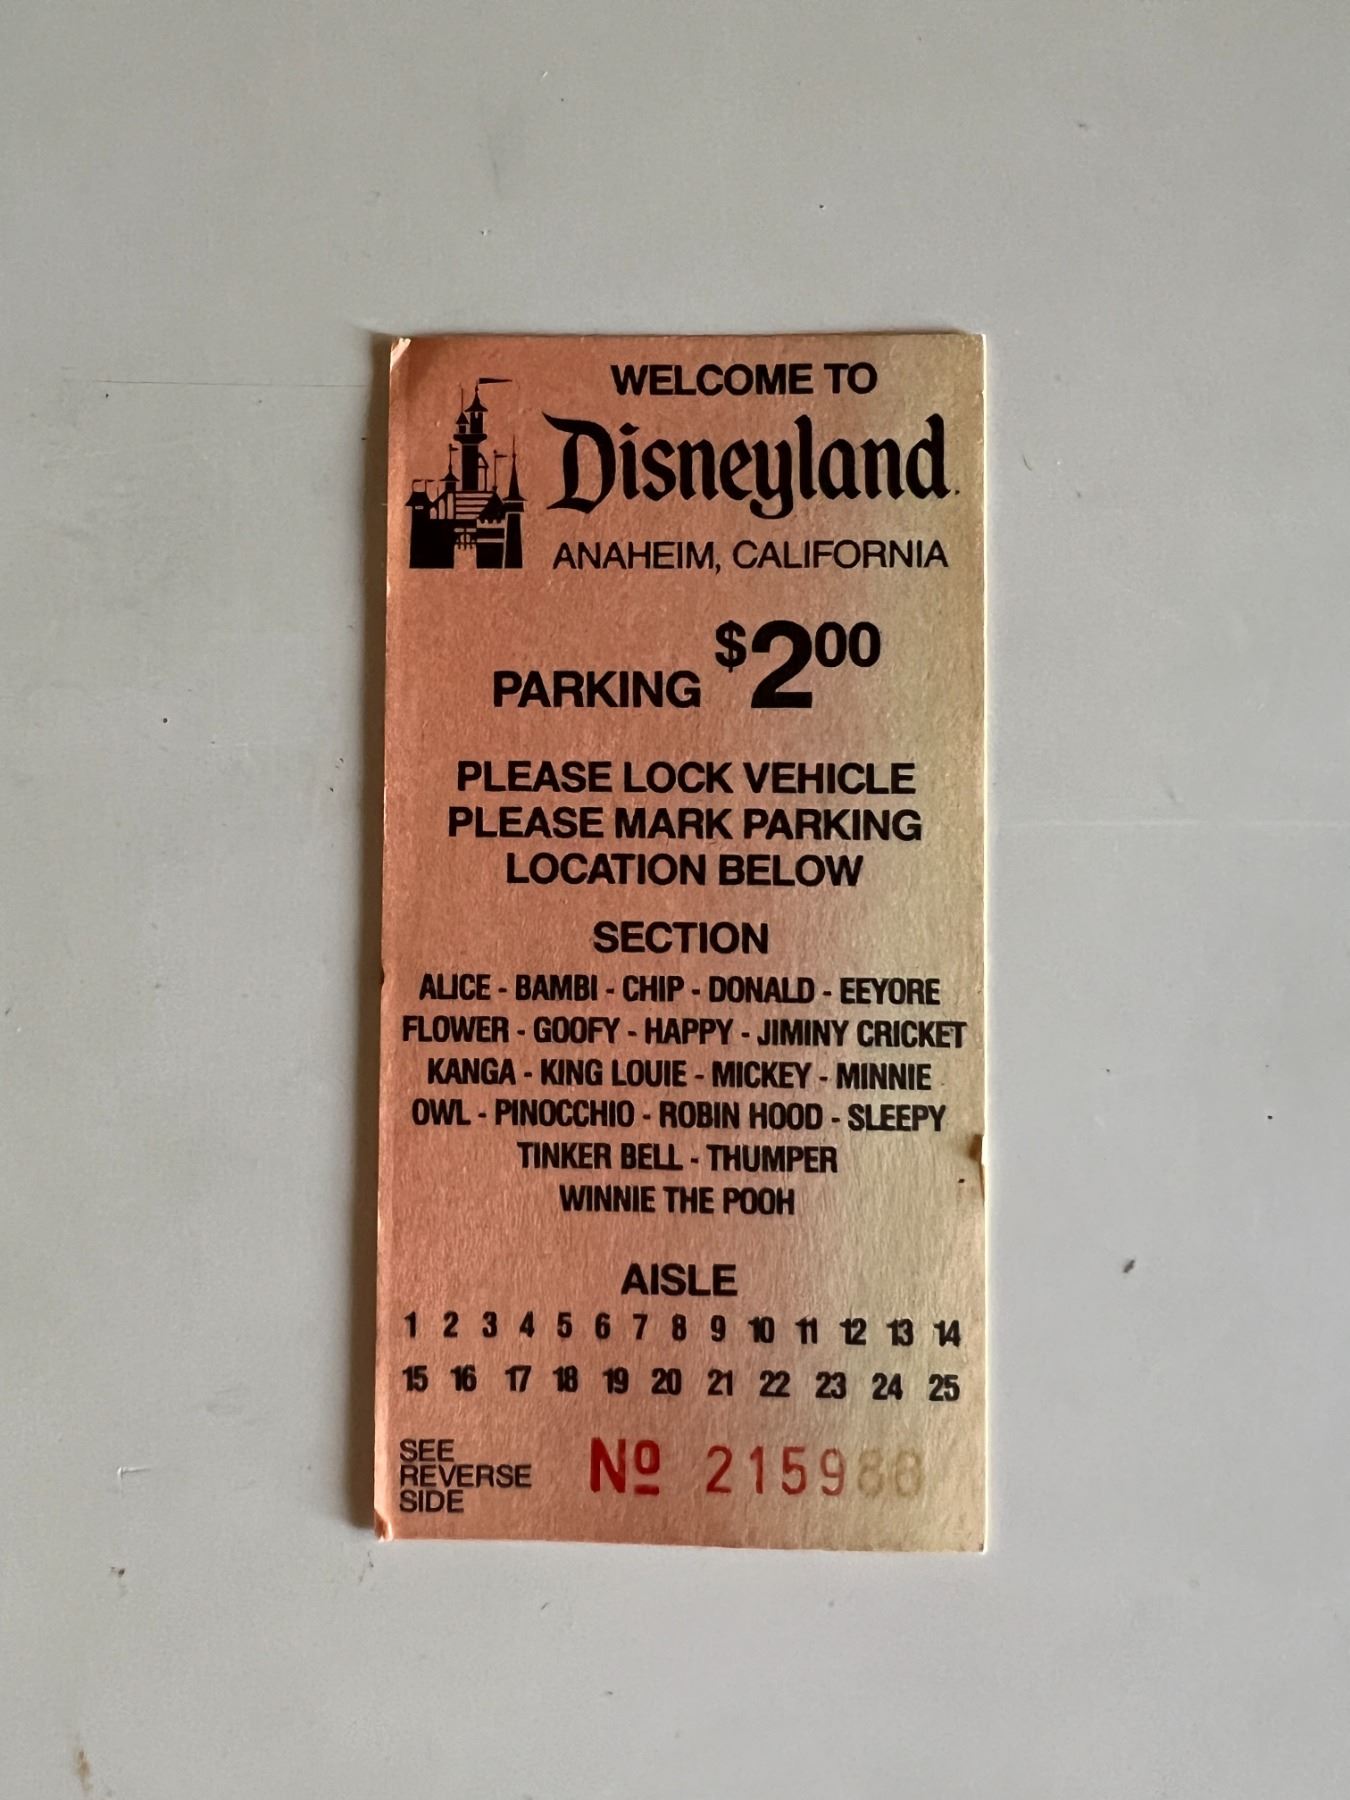 WELCOME TO
Disneyland.
ANAHEIM, CALIFORNIA
PARKING $2.00
PLEASE LOCK VEHICLE
PLEASE MARK PARKING
LOCATION BELOW
SECTION
ALICE - BAMBI - CHIP - DONALD - EEYORE
FLOWER - GOOFY - HAPPY - JIMINY CRICKET
KANGA - KING LOUIE - MICKEY - MINNIE
OWL - PINOCCHIO - ROBIN HOOD - SLEEPY
TINKER BELL - THUMPER
WINNIE THE POOH
AISLE
1 2 3 4 5 6 7 8 9 10 11 12 13 14
15 16 17 18 19 20 21 22 23 24 25
SEE
REVERSE
SIDE
Nº